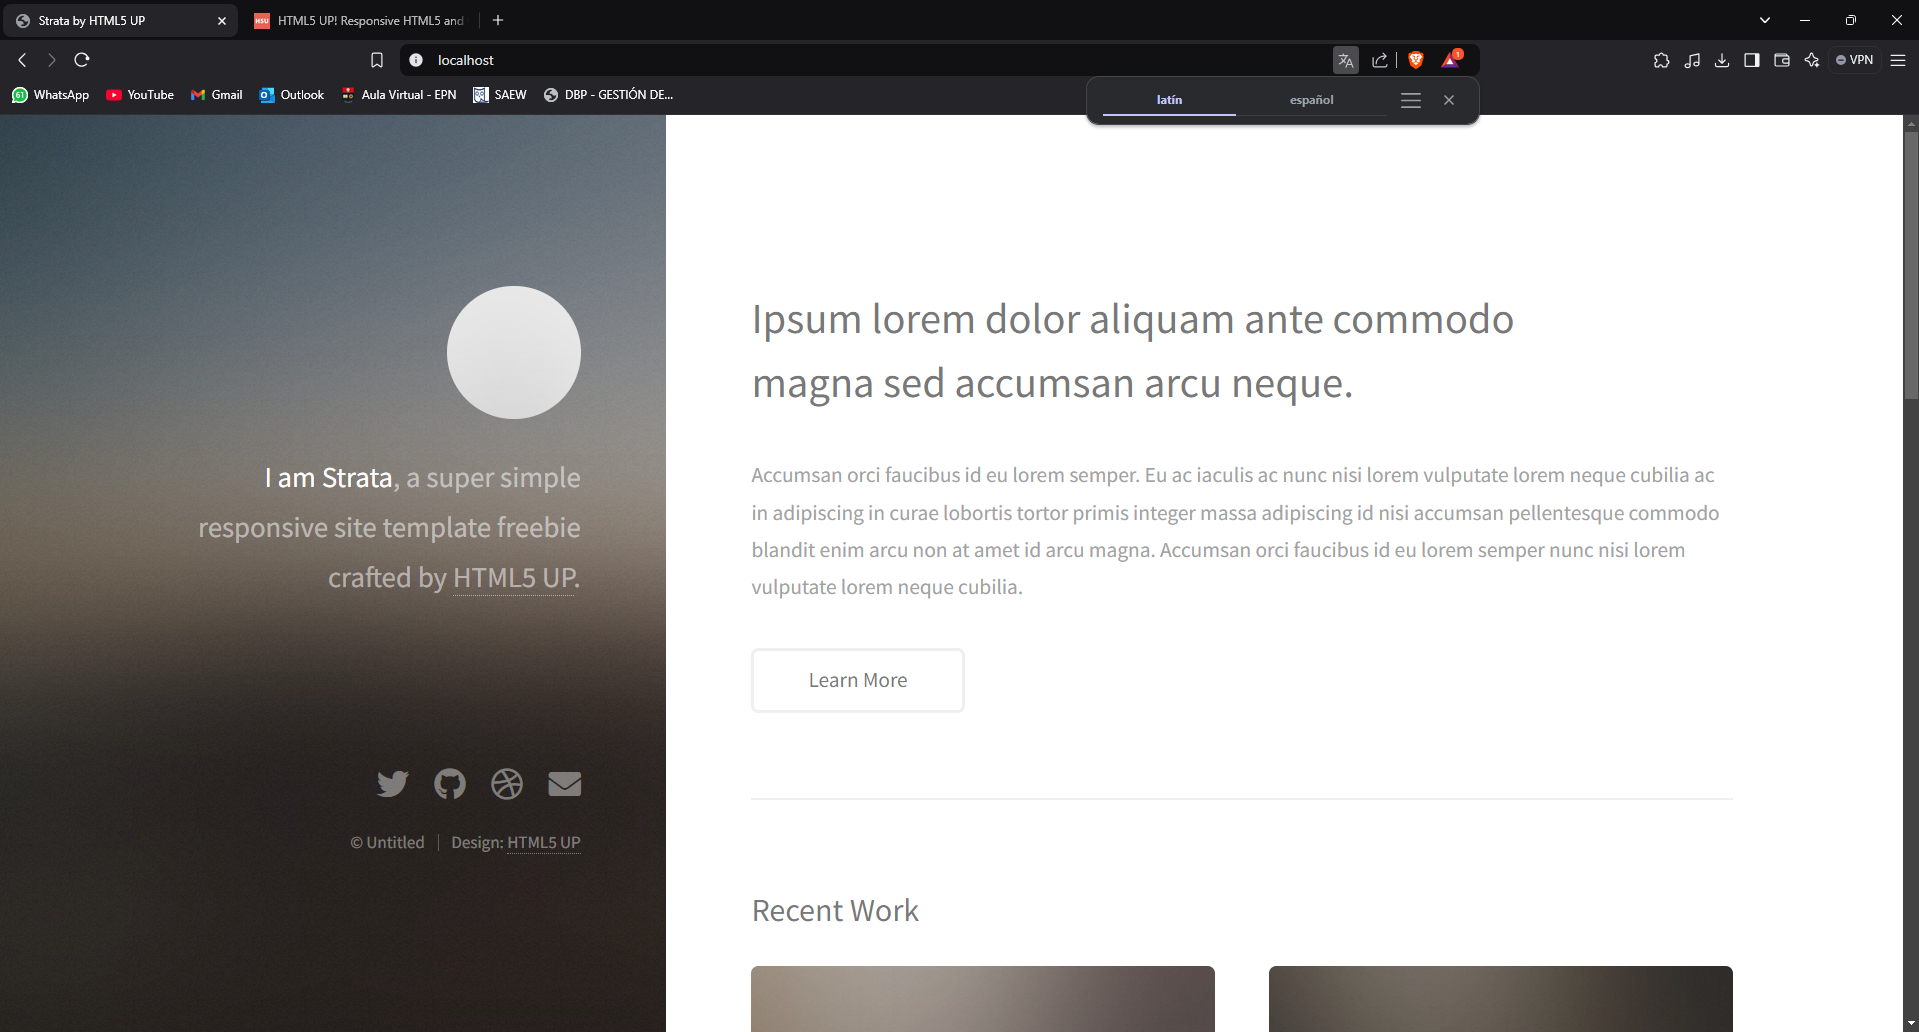 Strata by HTML5 UP
HTML5 UP! Responsive HTML5 and
localhost
1
VPN
61
WhatsApp
YouTube
Gmail
Outlook
Aula Virtual - EPN
SAEW
DBP - GESTIÓN DE...
latín
español
I am Strata, a super simple
responsive site template freebie
crafted by HTML5 UP.
© Untitled
Design: HTML5 UP
Ipsum lorem dolor aliquam ante commodo
magna sed accumsan arcu neque.
Accumsan orci faucibus id eu lorem semper. Eu ac iaculis ac nunc nisi lorem vulputate lorem neque cubilia ac
in adipiscing in curae lobortis tortor primis integer massa adipiscing id nisi accumsan pellentesque commodo
blandit enim arcu non at amet id arcu magna. Accumsan orci faucibus id eu lorem semper nunc nisi lorem
vulputate lorem neque cubilia.
Learn More
Recent Work